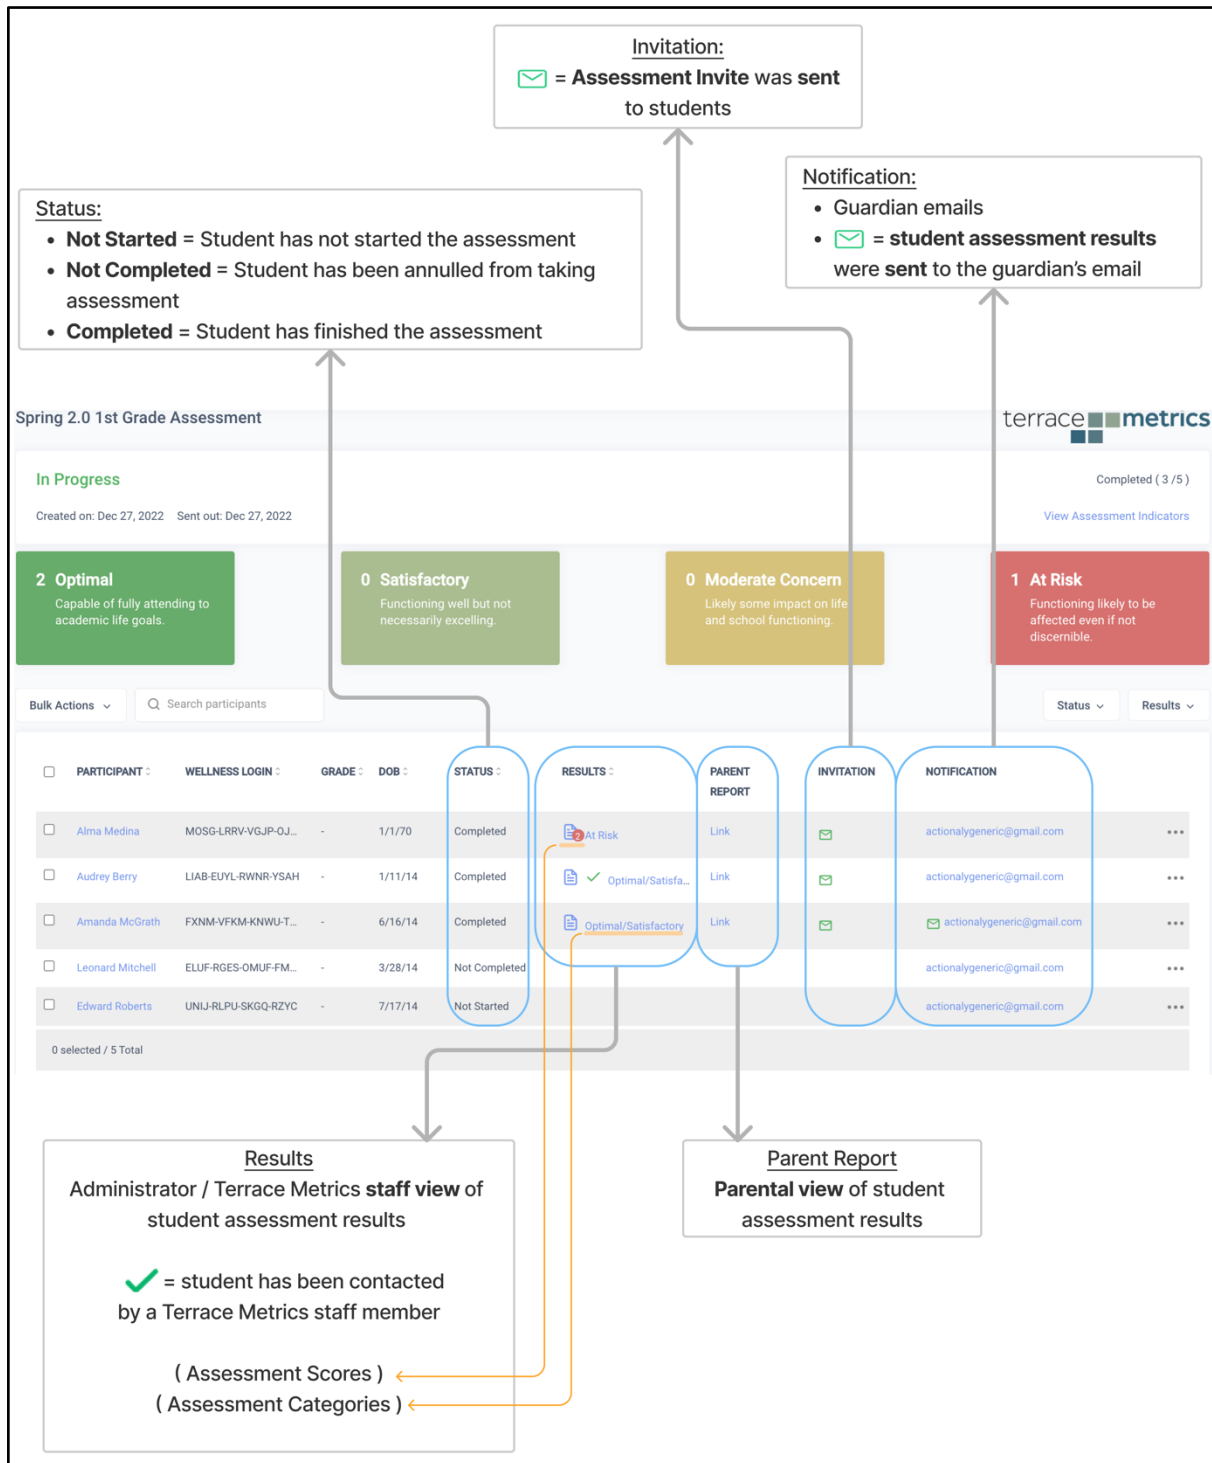 Invitation:
= Assessment Invite was sent
to students
Notification:
• Guardian emails
• = student assessment results
were sent to the guardian's email
Status:
• Not Started = Student has not started the assessment
• Not Completed = Student has been annulled from taking
assessment
• Completed = Student has finished the assessment
Spring 2.0 1st Grade Assessment
terrace metrics
In Progress
Completed ( 3 /5 )
Created on: Dec 27, 2022 Sent out: Dec 27, 2022
View Assessment Indicators
2 Optimal
Capable of fully attending to
academic life goals.
0 Satisfactory
Functioning well but not
necessarily excelling.
0 Moderate Concern
Likely some impact on life
and school functioning.
1 At Risk
Functioning likely to be
affected even if not
discernible.
Bulk Actions
Search participants
Status
Results
PARTICIPANT WELLNESS LOGIN GRADE DOB STATUS RESULTS PARENT REPORT INVITATION NOTIFICATION
Alma Medina MOSG-LRRV-VGJP-OJ... - 1/1/70 Completed 2 At Risk Link actionalygeneric@gmail.com
Audrey Berry LIAB-EUYL-RWNR-YSAH - 1/11/14 Completed Optimal/Satisfa... Link actionalygeneric@gmail.com
Amanda McGrath FXNM-VFKM-KNWU-T... - 6/16/14 Completed Optimal/Satisfactory Link actionalygeneric@gmail.com
Leonard Mitchell ELUF-RGES-OMUF-FM... - 3/28/14 Not Completed actionalygeneric@gmail.com
Edward Roberts UNIJ-RLPU-SKGQ-RZYC - 7/17/14 Not Started actionalygeneric@gmail.com
0 selected / 5 Total
Results
Administrator / Terrace Metrics staff view of
student assessment results
= student has been contacted
by a Terrace Metrics staff member
( Assessment Scores )
( Assessment Categories )
Parent Report
Parental view of student
assessment results